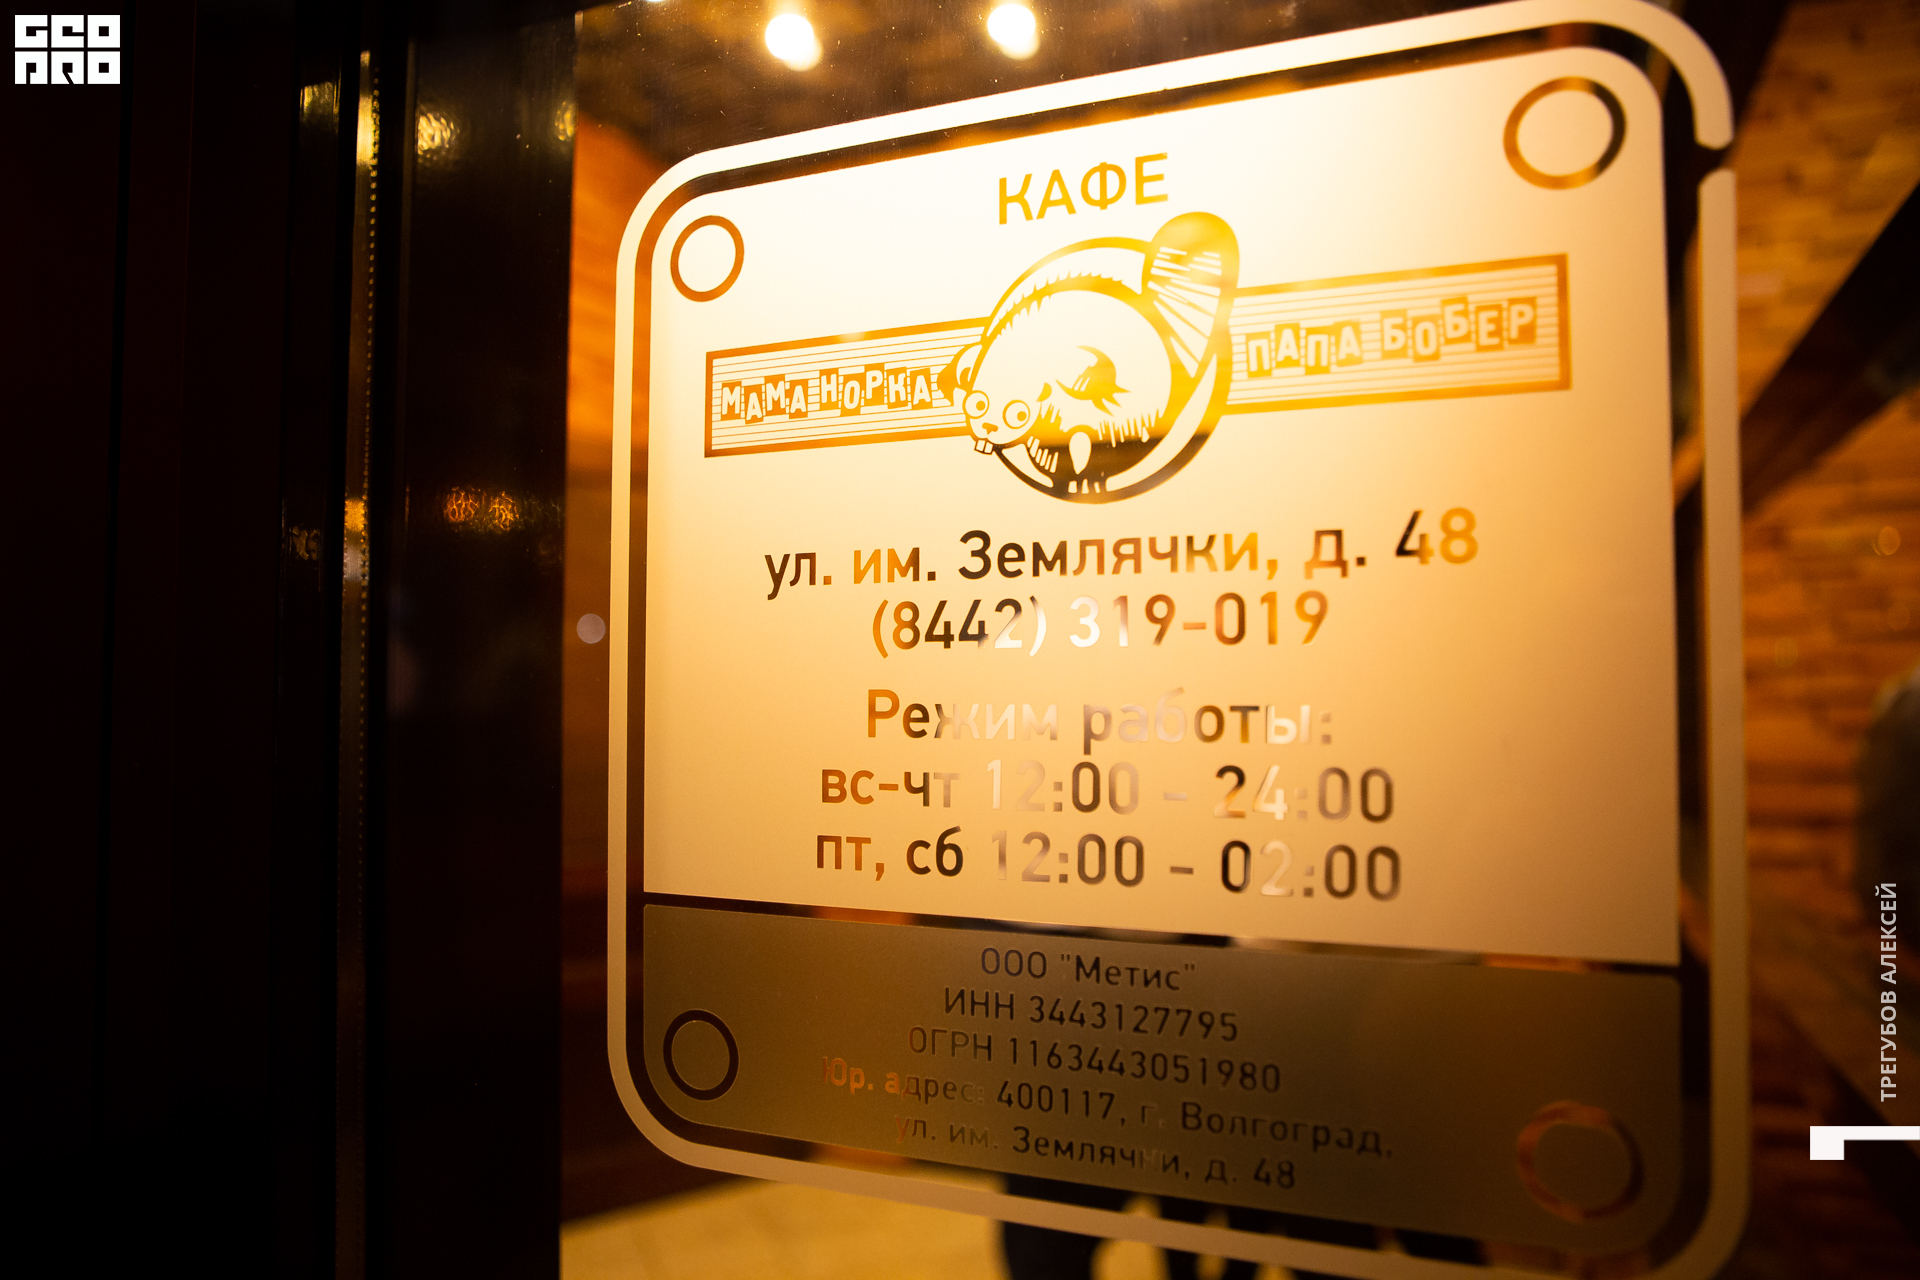 GEO
PRO
КАФЕ
МАМА НОРКА
ПАПА БОБЕР
ул. им. Землячки, д. 48
(8442) 319-019
Режим работы:
вс-чт 12:00 - 24:00
пт, сб 12:00 - 02:00
ООО "Метис"
ИНН 3443127795
ОГРН 1163443051980
Юр. адрес: 400117, г. Волгоград,
ул. им. Землячки, д. 48
ТРЕГУБОВ АЛЕКСЕЙ